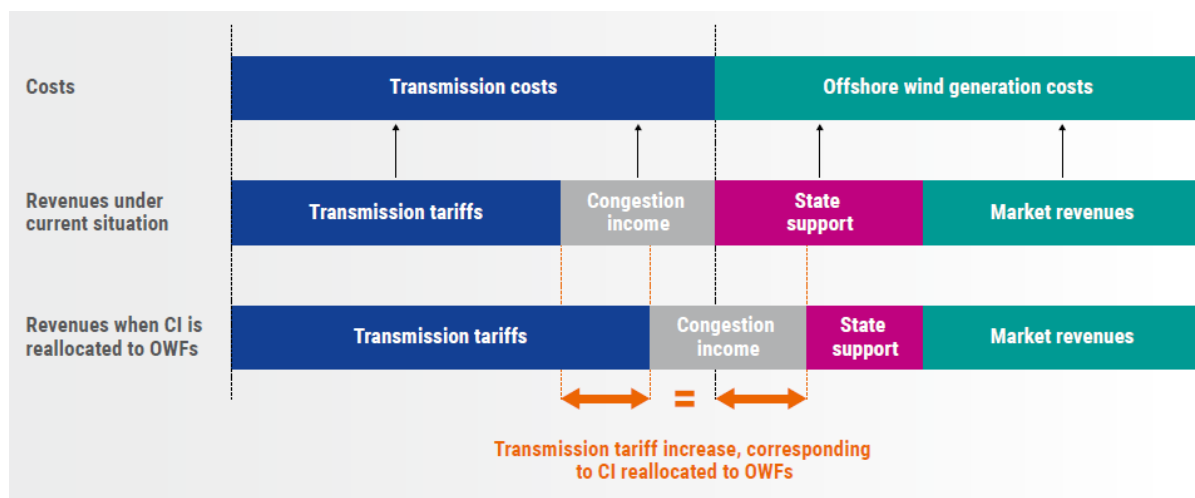 Costs
Transmission costs
Offshore wind generation costs
Revenues under
current situation
Transmission tariffs
Congestion
income
State
support
Market revenues
Revenues when CI is
reallocated to OWFs
Transmission tariffs
Congestion
income
State
support
Market revenues
=
Transmission tariff increase, corresponding
to CI reallocated to OWFs